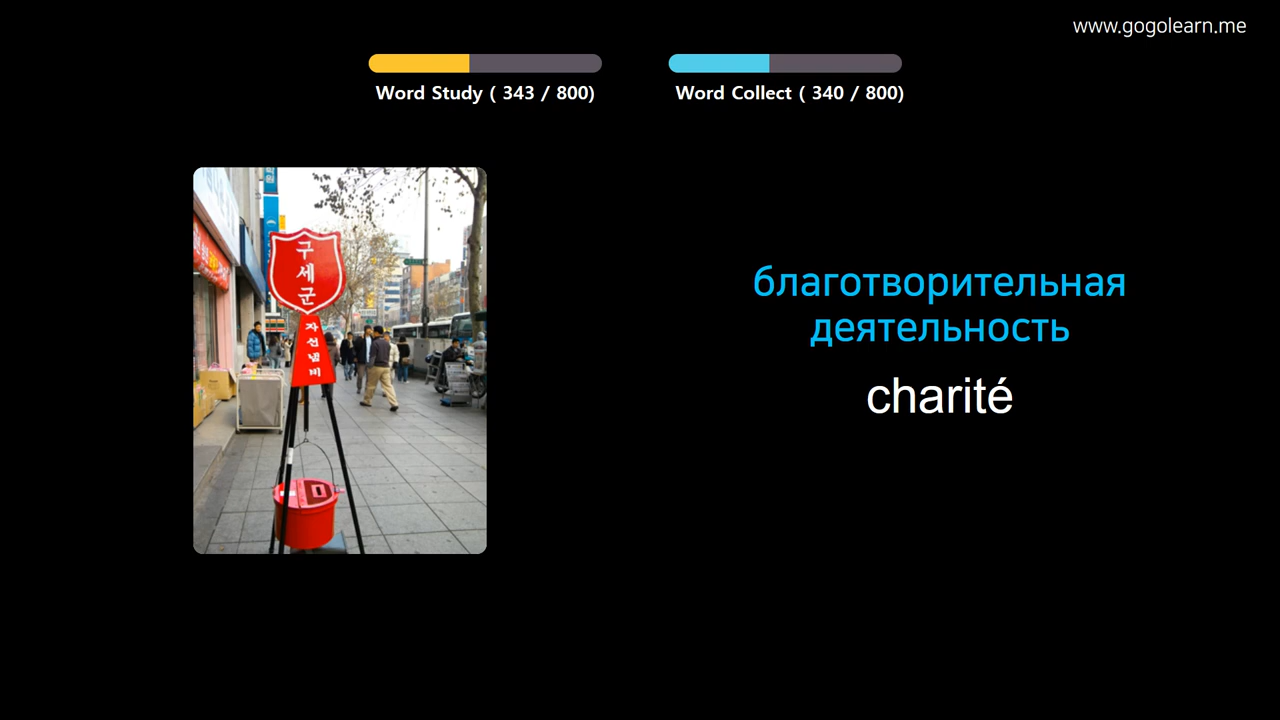 www.gogolearn.me
Word Study ( 343 / 800)
Word Collect ( 340 / 800)
구세군
자선냄비
благотворительная
деятельность
charité